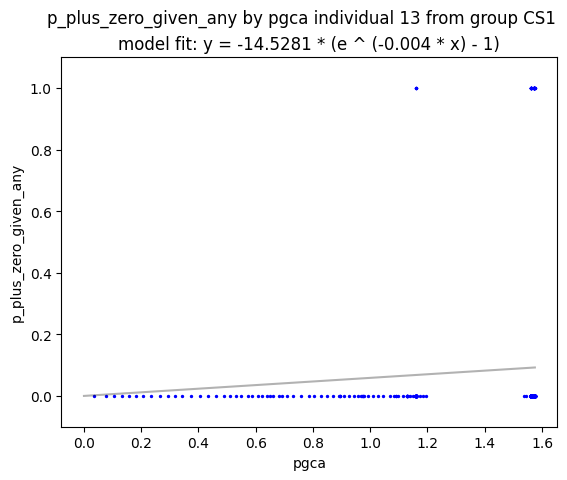 p_plus_zero_given_any by pgca individual 13 from group CS1
model fit: y = -14.5281 * (e ^ (-0.004 * x) - 1)
1.0
0.8
0.6
0.4
0.2
0.0
p_plus_zero_given_any
0.0 0.2 0.4 0.6 0.8 1.0 1.2 1.4 1.6
pgca